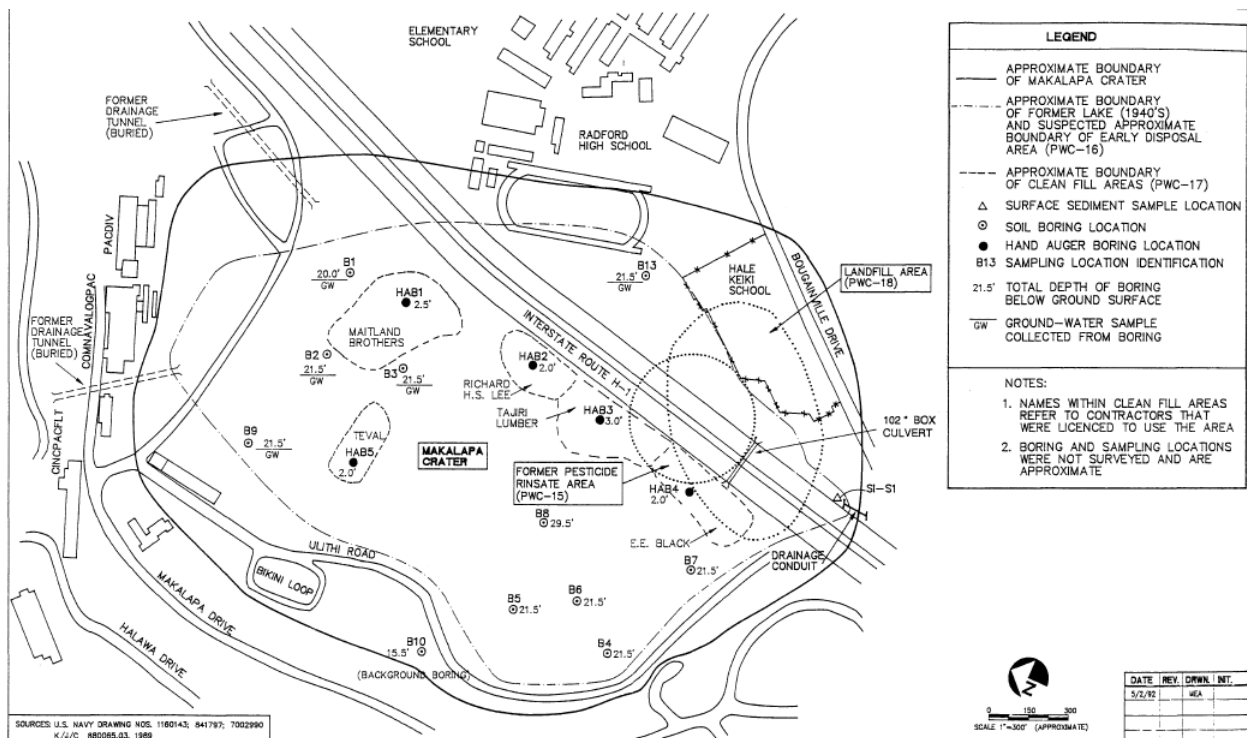 ELEMENTARY
SCHOOL
FORMER
DRAINAGE
TUNNEL
(BURIED)
RADFORD
HIGH SCHOOL
PACDIV
COMNAVALOGPAC
FORMER
DRAINAGE
TUNNEL
(BURIED)
CINCPACFLT
B1
20.0'
GW
HAB1
2.5'
MAITLAND
BROTHERS
B2
21.5'
GW
B3
21.5'
GW
B13
21.5'
GW
HALE
KEIKI
SCHOOL
BOUGAINVILLE DRIVE
LANDFILL AREA
(PWC-18)
INTERSTATE ROUTE H-1
HAB2
2.0'
RICHARD
H.S. LEE
TAJIRI
LUMBER
HAB3
3.0'
102" BOX
CULVERT
B9
21.5'
GW
TEVAL
HAB5
2.0'
MAKALAPA
CRATER
FORMER PESTICIDE
RINSATE AREA
(PWC-15)
HAB4
2.0'
SI-S1
B8
29.5'
E.E. BLACK
DRAINAGE
CONDUIT
ULITHI ROAD
BIKINI LOOP
B7
21.5'
B6
21.5'
B5
21.5'
B4
21.5'
B10
15.5'
(BACKGROUND BORING)
MAKALAPA DRIVE
HALAWA DRIVE
SOURCES: U.S. NAVY DRAWING NOS. 1160143; 841797; 7002990
K/J/C 880065.03, 1989
LEGEND
APPROXIMATE BOUNDARY
OF MAKALAPA CRATER
APPROXIMATE BOUNDARY
OF FORMER LAKE (1940'S)
AND SUSPECTED APPROXIMATE
BOUNDARY OF EARLY DISPOSAL
AREA (PWC-16)
APPROXIMATE BOUNDARY
OF CLEAN FILL AREAS (PWC-17)
SURFACE SEDIMENT SAMPLE LOCATION
SOIL BORING LOCATION
HAND AUGER BORING LOCATION
B13 SAMPLING LOCATION IDENTIFICATION
21.5' TOTAL DEPTH OF BORING
BELOW GROUND SURFACE
GW GROUND-WATER SAMPLE
COLLECTED FROM BORING
NOTES:
1. NAMES WITHIN CLEAN FILL AREAS
REFER TO CONTRACTORS THAT
WERE LICENCED TO USE THE AREA
2. BORING AND SAMPLING LOCATIONS
WERE NOT SURVEYED AND ARE
APPROXIMATE
0 150 300
SCALE 1"=300' (APPROXIMATE)
DATE REV. DRWN. INT.
5/2/92 MEA